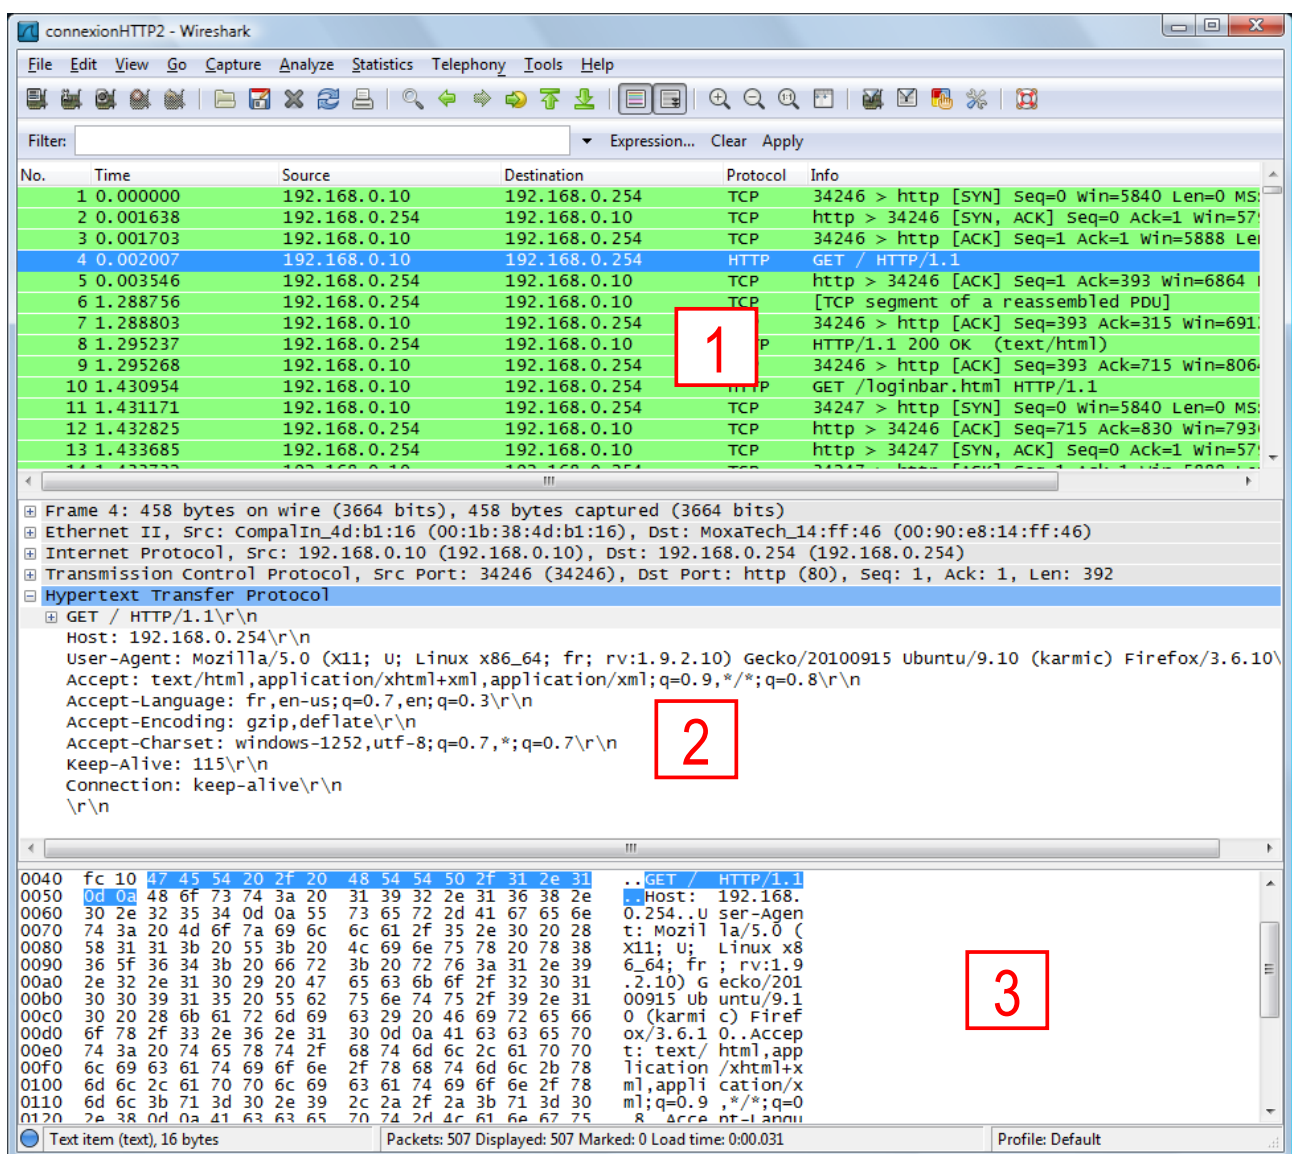 connexionHTTP2 - Wireshark
File Edit View Go Capture Analyze Statistics Telephony Tools Help
Filter: Expression... Clear Apply
No. Time Source Destination Protocol Info
1 0.000000 192.168.0.10 192.168.0.254 TCP 34246 > http [SYN] Seq=0 Win=5840 Len=0 MS
2 0.001638 192.168.0.254 192.168.0.10 TCP http > 34246 [SYN, ACK] Seq=0 Ack=1 Win=57
3 0.001703 192.168.0.10 192.168.0.254 TCP 34246 > http [ACK] Seq=1 Ack=1 Win=5888 Le
4 0.002007 192.168.0.10 192.168.0.254 HTTP GET / HTTP/1.1
5 0.003546 192.168.0.254 192.168.0.10 TCP http > 34246 [ACK] Seq=1 Ack=393 Win=6864
6 1.288756 192.168.0.254 192.168.0.10 TCP [TCP segment of a reassembled PDU]
7 1.288803 192.168.0.10 192.168.0.254 34246 > http [ACK] Seq=393 Ack=315 Win=691
8 1.295237 192.168.0.254 192.168.0.10 P HTTP/1.1 200 OK (text/html)
1
9 1.295268 192.168.0.10 192.168.0.254 34246 > http [ACK] Seq=393 Ack=715 Win=806
10 1.430954 192.168.0.10 192.168.0.254 HTTP GET /loginbar.html HTTP/1.1
11 1.431171 192.168.0.10 192.168.0.254 TCP 34247 > http [SYN] Seq=0 Win=5840 Len=0 MS
12 1.432825 192.168.0.254 192.168.0.10 TCP http > 34246 [ACK] Seq=715 Ack=830 Win=793
13 1.433685 192.168.0.254 192.168.0.10 TCP http > 34247 [SYN, ACK] Seq=0 Ack=1 Win=57
Frame 4: 458 bytes on wire (3664 bits), 458 bytes captured (3664 bits)
Ethernet II, Src: CompalIn_4d:b1:16 (00:1b:38:4d:b1:16), Dst: MoxaTech_14:ff:46 (00:90:e8:14:ff:46)
Internet Protocol, Src: 192.168.0.10 (192.168.0.10), Dst: 192.168.0.254 (192.168.0.254)
Transmission Control Protocol, Src Port: 34246 (34246), Dst Port: http (80), Seq: 1, Ack: 1, Len: 392
Hypertext Transfer Protocol
GET / HTTP/1.1\r\n
Host: 192.168.0.254\r\n
User-Agent: Mozilla/5.0 (X11; U; Linux x86_64; fr; rv:1.9.2.10) Gecko/20100915 Ubuntu/9.10 (karmic) Firefox/3.6.10\
Accept: text/html,application/xhtml+xml,application/xml;q=0.9,*/*;q=0.8\r\n
Accept-Language: fr,en-us;q=0.7,en;q=0.3\r\n
Accept-Encoding: gzip,deflate\r\n
Accept-Charset: windows-1252,utf-8;q=0.7,*;q=0.7\r\n
2
Keep-Alive: 115\r\n
Connection: keep-alive\r\n
\r\n
0040 fc 10 47 45 54 20 2f 20 48 54 54 50 2f 31 2e 31 ..GET / HTTP/1.1
0050 0d 0a 48 6f 73 74 3a 20 31 39 32 2e 31 36 38 2e ..Host: 192.168.
0060 30 2e 32 35 34 0d 0a 55 73 65 72 2d 41 67 65 6e 0.254..U ser-Agen
0070 74 3a 20 4d 6f 7a 69 6c 6c 61 2f 35 2e 30 20 28 t: Mozil la/5.0 (
0080 58 31 31 3b 20 55 3b 20 4c 69 6e 75 78 20 78 38 X11; U; Linux x8
0090 36 5f 36 34 3b 20 66 72 3b 20 72 76 3a 31 2e 39 6_64; fr ; rv:1.9
00a0 2e 32 2e 31 30 29 20 47 65 63 6b 6f 2f 32 30 31 .2.10) G ecko/201
3
00b0 30 30 39 31 35 20 55 62 75 6e 74 75 2f 39 2e 31 00915 Ub untu/9.1
00c0 30 20 28 6b 61 72 6d 69 63 29 20 46 69 72 65 66 0 (karmi c) Firef
00d0 6f 78 2f 33 2e 36 2e 31 30 0d 0a 41 63 63 65 70 ox/3.6.1 0..Accep
00e0 74 3a 20 74 65 78 74 2f 68 74 6d 6c 2c 61 70 70 t: text/ html,app
00f0 6c 69 63 61 74 69 6f 6e 2f 78 68 74 6d 6c 2b 78 lication /xhtml+x
0100 6d 6c 2c 61 70 70 6c 69 63 61 74 69 6f 6e 2f 78 ml,appli cation/x
0110 6d 6c 3b 71 3d 30 2e 39 2c 2a 2f 2a 3b 71 3d 30 ml;q=0.9 ,*/*;q=0
0120 2e 38 0d 0a 41 63 63 65 70 74 2d 4c 61 6e 67 75 .8..Acce pt-Langu
Text item (text), 16 bytes Packets: 507 Displayed: 507 Marked: 0 Load time: 0:00.031 Profile: Default